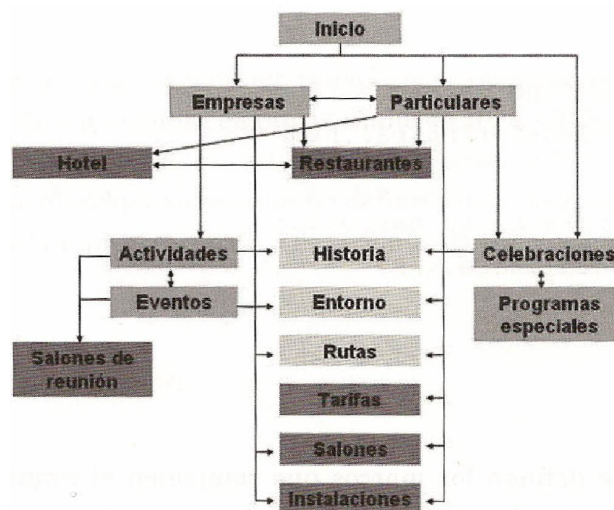 Inicio
Empresas
Particulares
Hotel
Restaurantes
Actividades
Historia
Celebraciones
Eventos
Entorno
Programas
especiales
Salones de
reunión
Rutas
Tarifas
Salones
Instalaciones